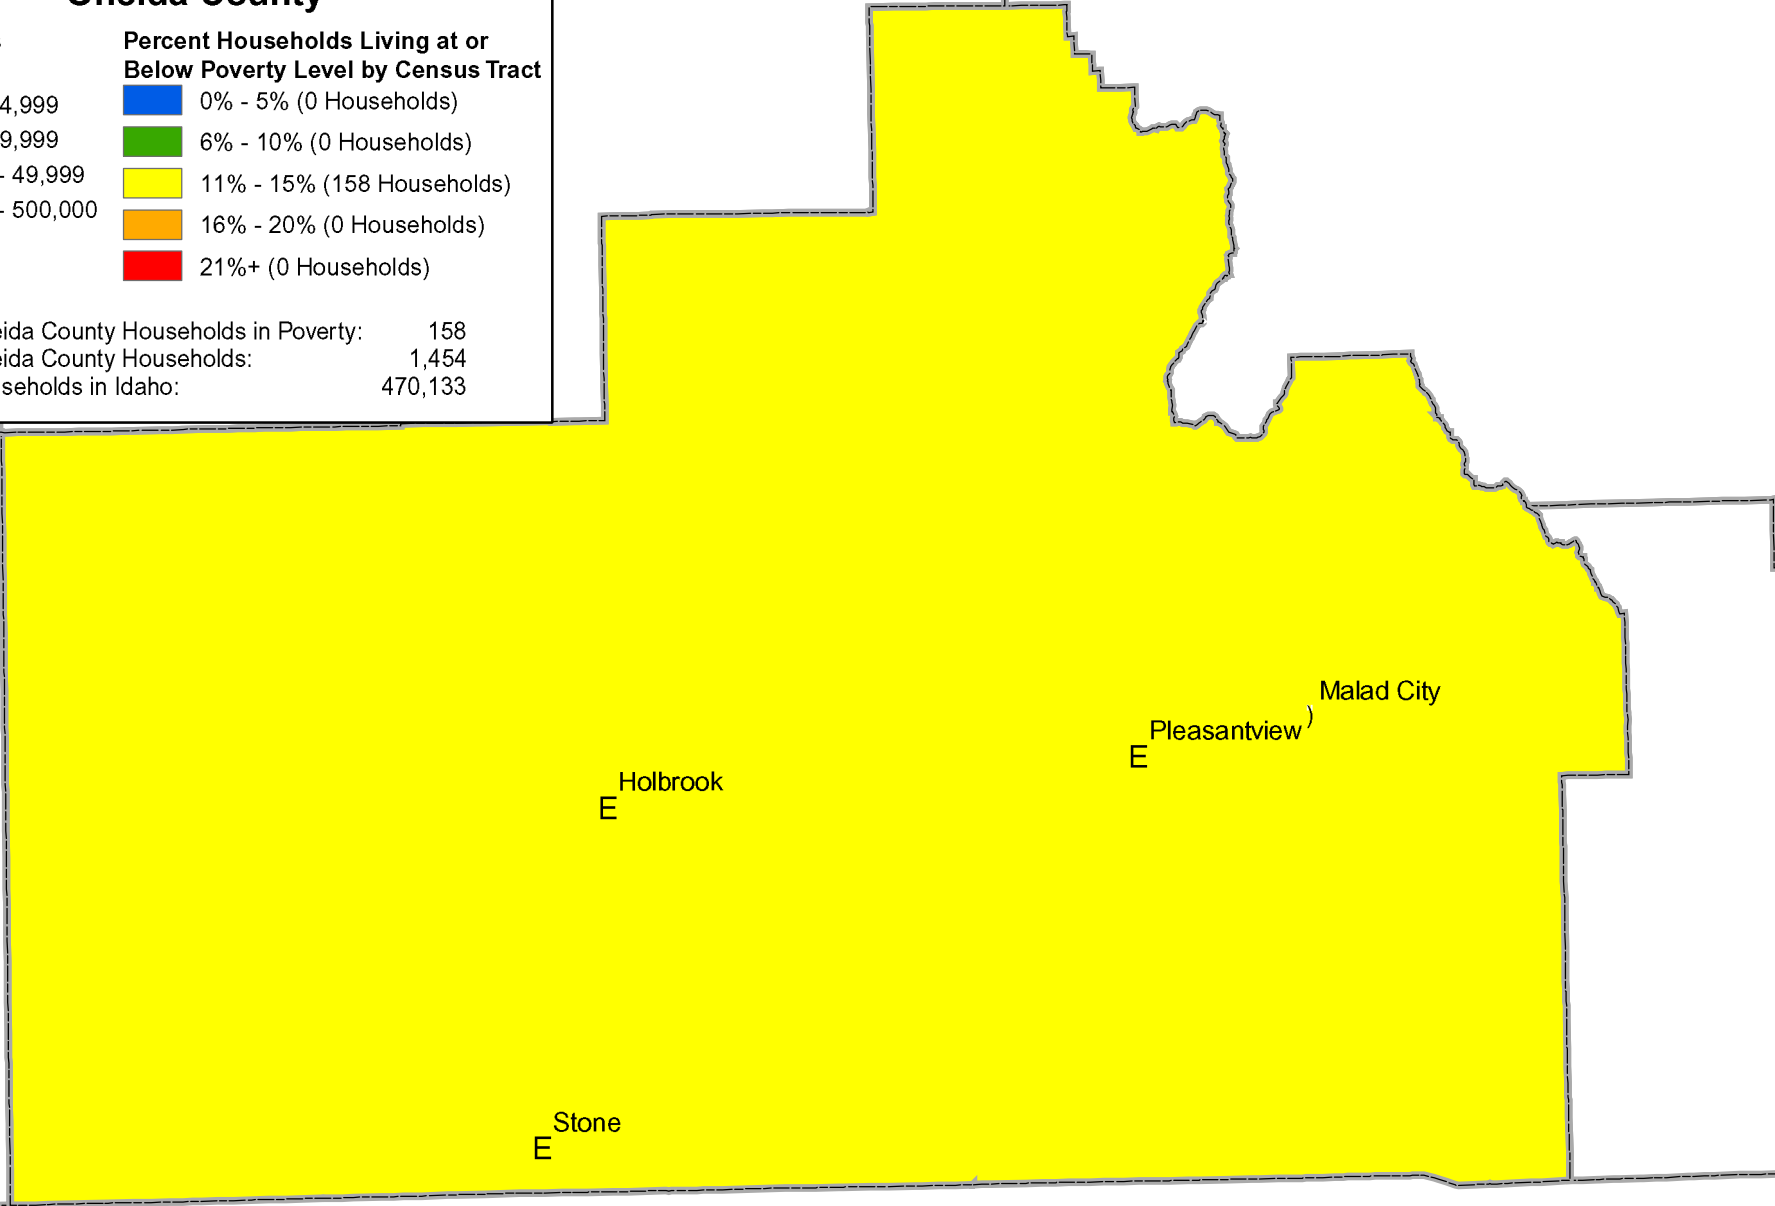 County
Percent Households Living at or
Below Poverty Level by Census Tract
4,999
0% - 5% (0 Households)
9,999
6% - 10% (0 Households)
- 49,999
11% - 15% (158 Households)
- 500,000
16% - 20% (0 Households)
21%+ (0 Households)
eida County Households in Poverty: 158
eida County Households: 1,454
seholds in Idaho: 470,133
Malad City
)
Pleasantview
E
Holbrook
E
Stone
E